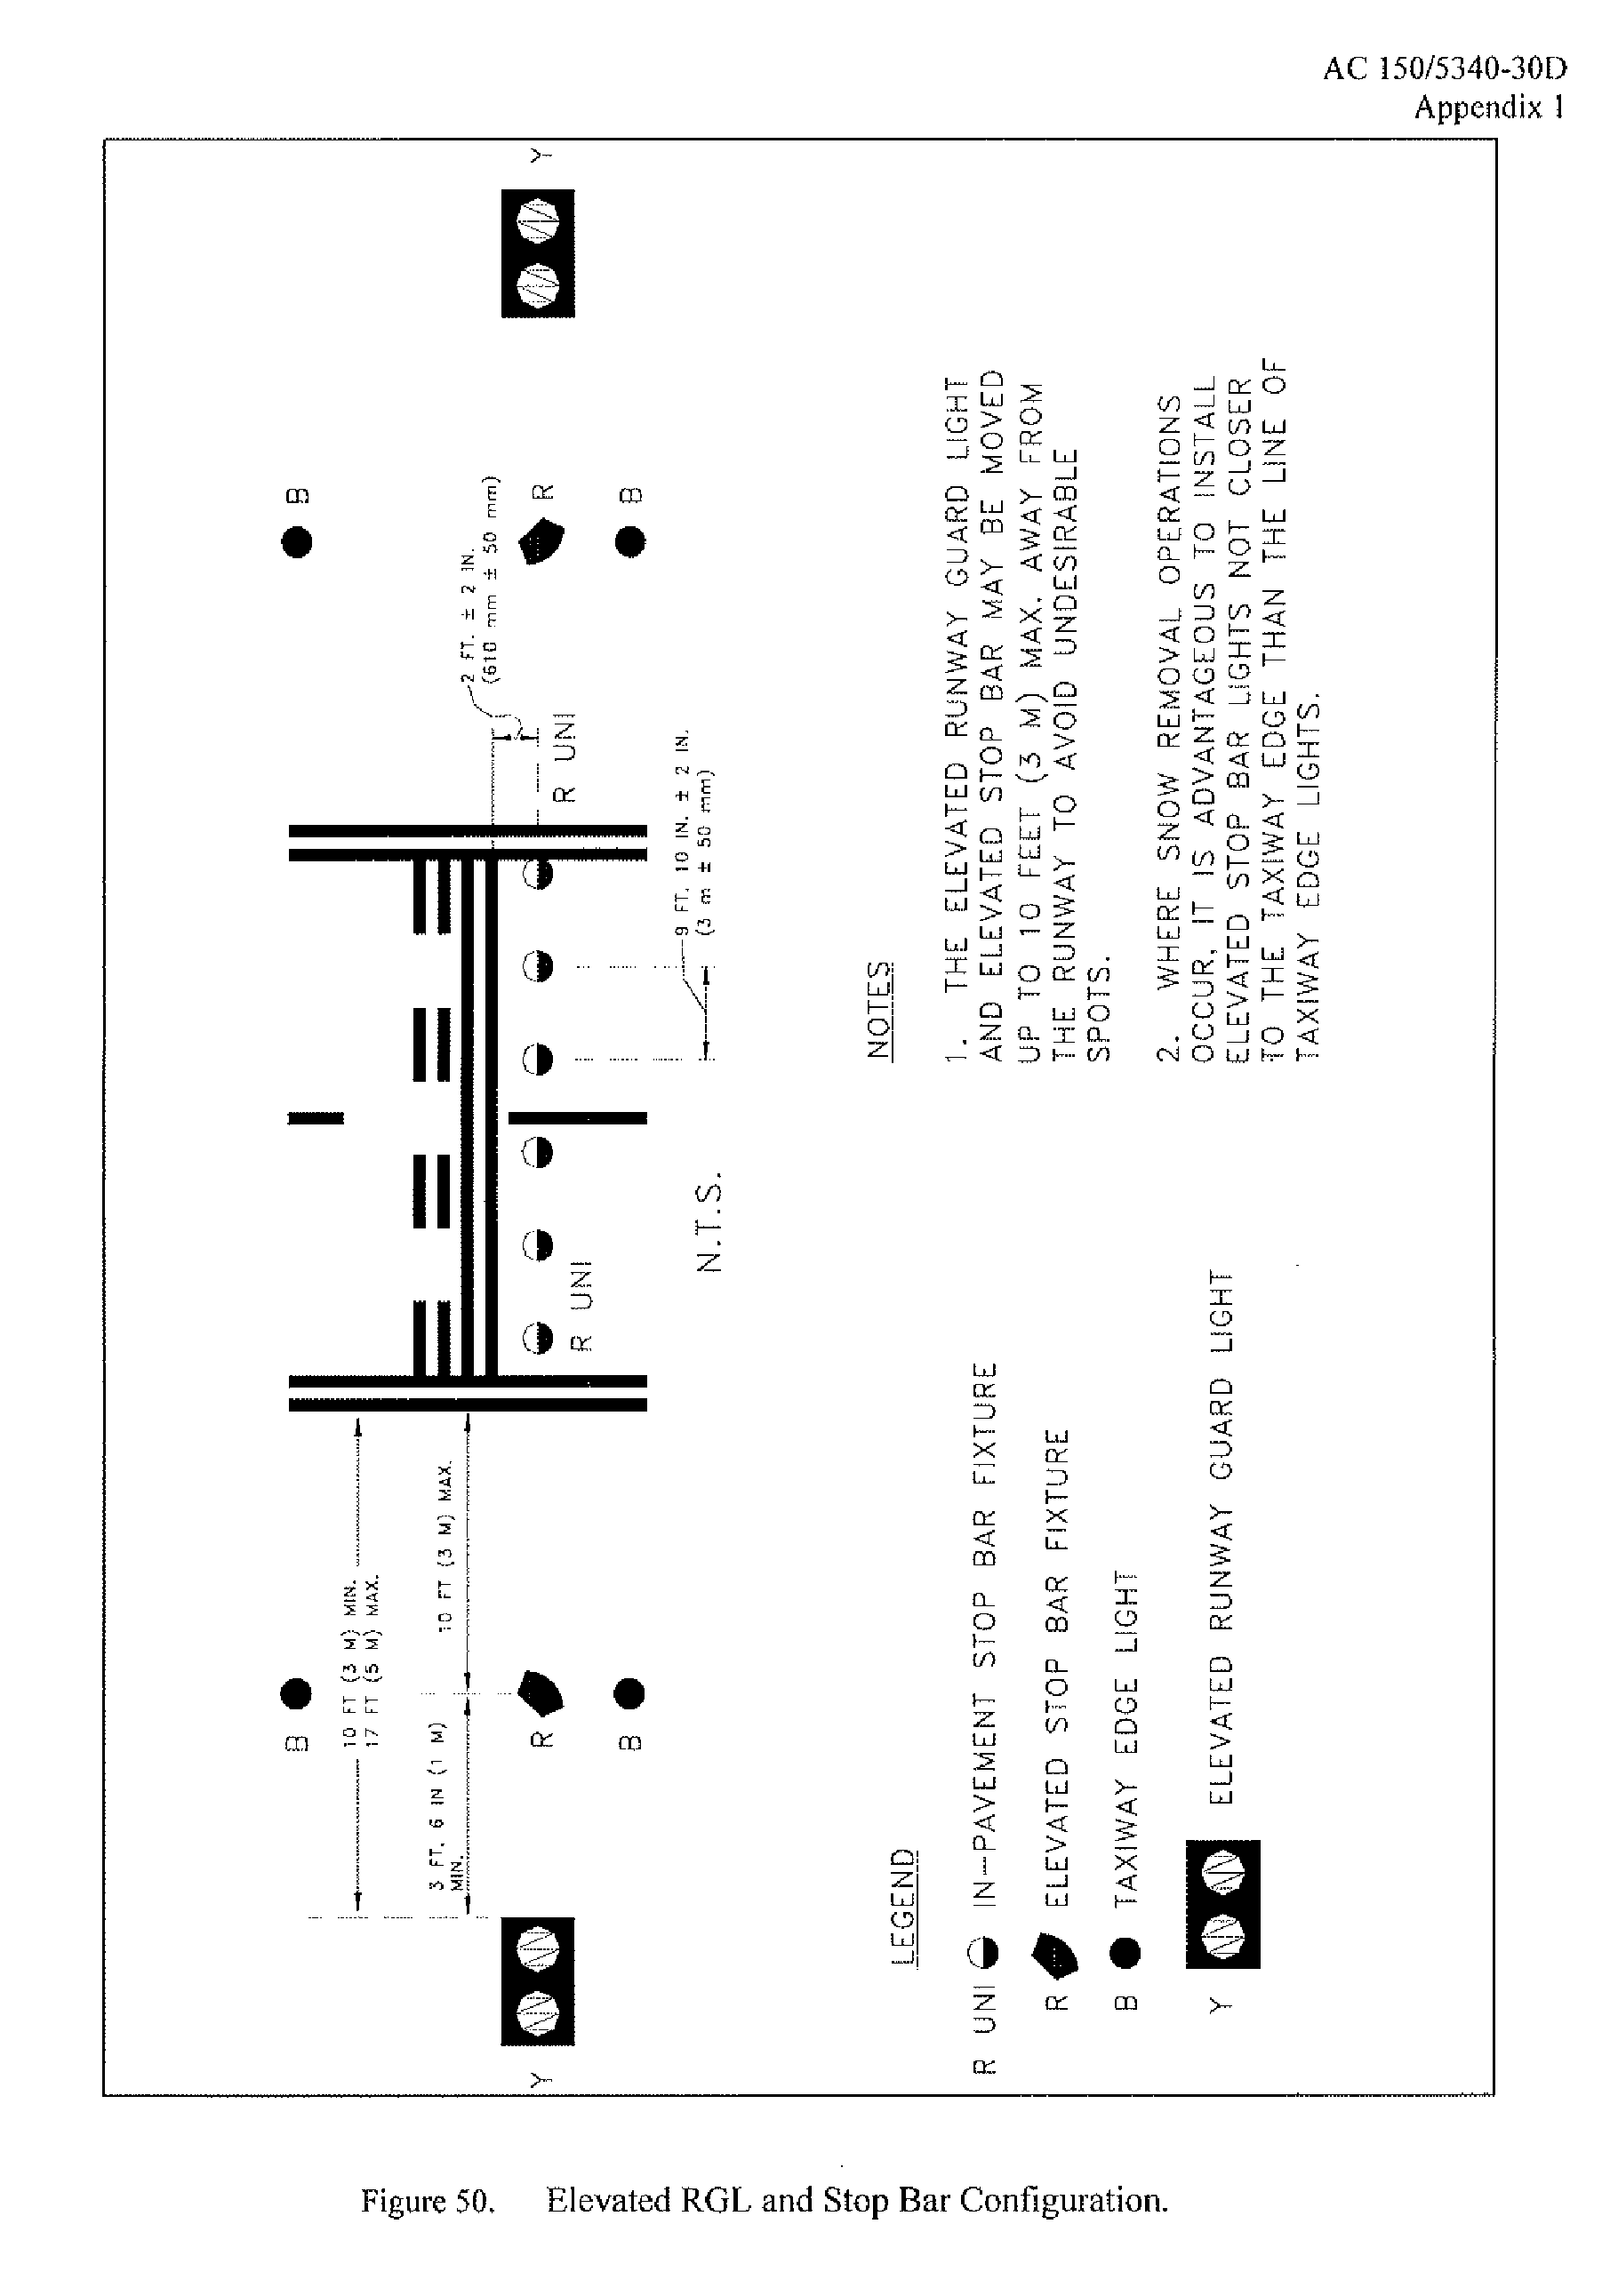 AC 150/5340-30D
Appendix 1
Y
B
R
B
2 FT. ± 2 IN.
(610 mm ± 50 mm)
R UNI
9 FT. 10 IN. ± 2 IN.
(3 m ± 50 mm)
R UNI
N.T.S.
10 FT (3 M) MIN.
17 FT (5 M) MAX.
10 FT (3 M) MAX.
3 FT. 6 IN (1 M)
MIN.
B
R
B
Y
NOTES
1. THE ELEVATED RUNWAY GUARD LIGHT
AND ELEVATED STOP BAR MAY BE MOVED
UP TO 10 FEET (3 M) MAX. AWAY FROM
THE RUNWAY TO AVOID UNDESIRABLE
SPOTS.
2. WHERE SNOW REMOVAL OPERATIONS
OCCUR, IT IS ADVANTAGEOUS TO INSTALL
ELEVATED STOP BAR LIGHTS NOT CLOSER
TO THE TAXIWAY EDGE THAN THE LINE OF
TAXIWAY EDGE LIGHTS.
LEGEND
R UNI IN-PAVEMENT STOP BAR FIXTURE
R ELEVATED STOP BAR FIXTURE
B TAXIWAY EDGE LIGHT
Y ELEVATED RUNWAY GUARD LIGHT
Figure 50. Elevated RGL and Stop Bar Configuration.